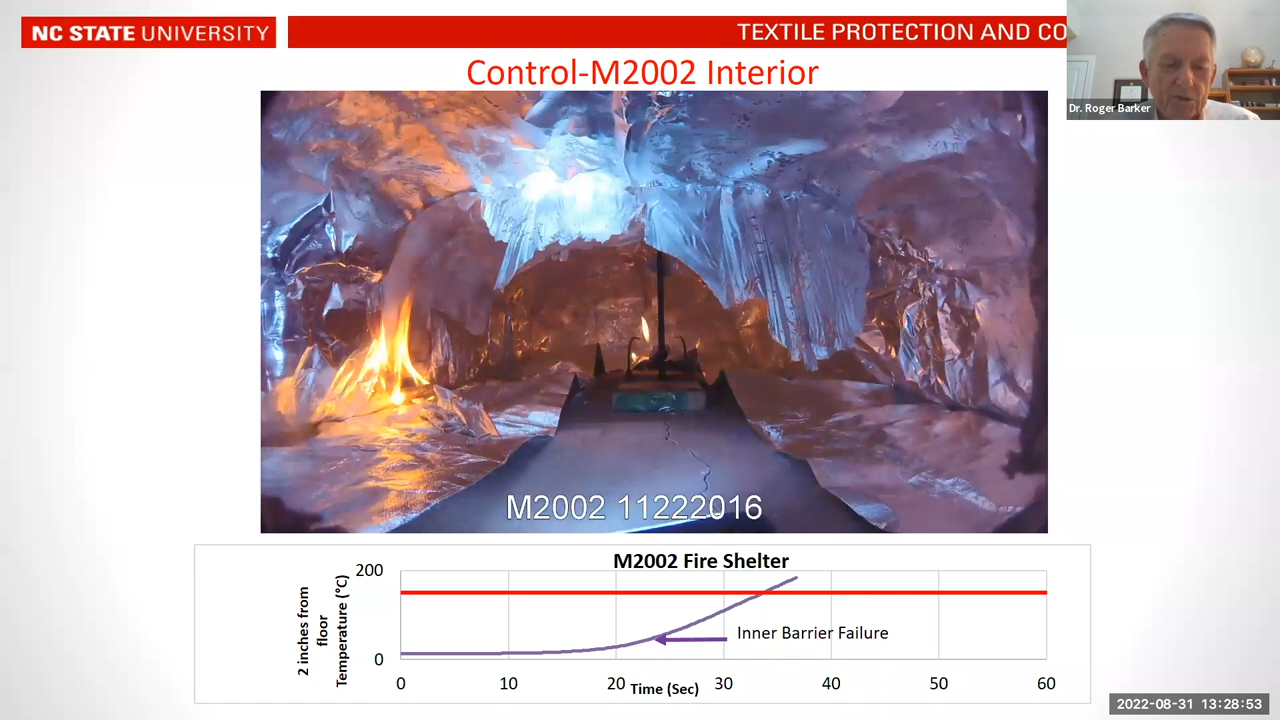 NC STATE UNIVERSITY
TEXTILE PROTECTION AND CO
Dr. Roger Barker
Control-M2002 Interior
M2002 11222016
M2002 Fire Shelter
2 inches from
floor
Temperature (°C)
200
0
Inner Barrier Failure
0 10 20 30 40 50 60
Time (Sec)
2022-08-31 13:28:53